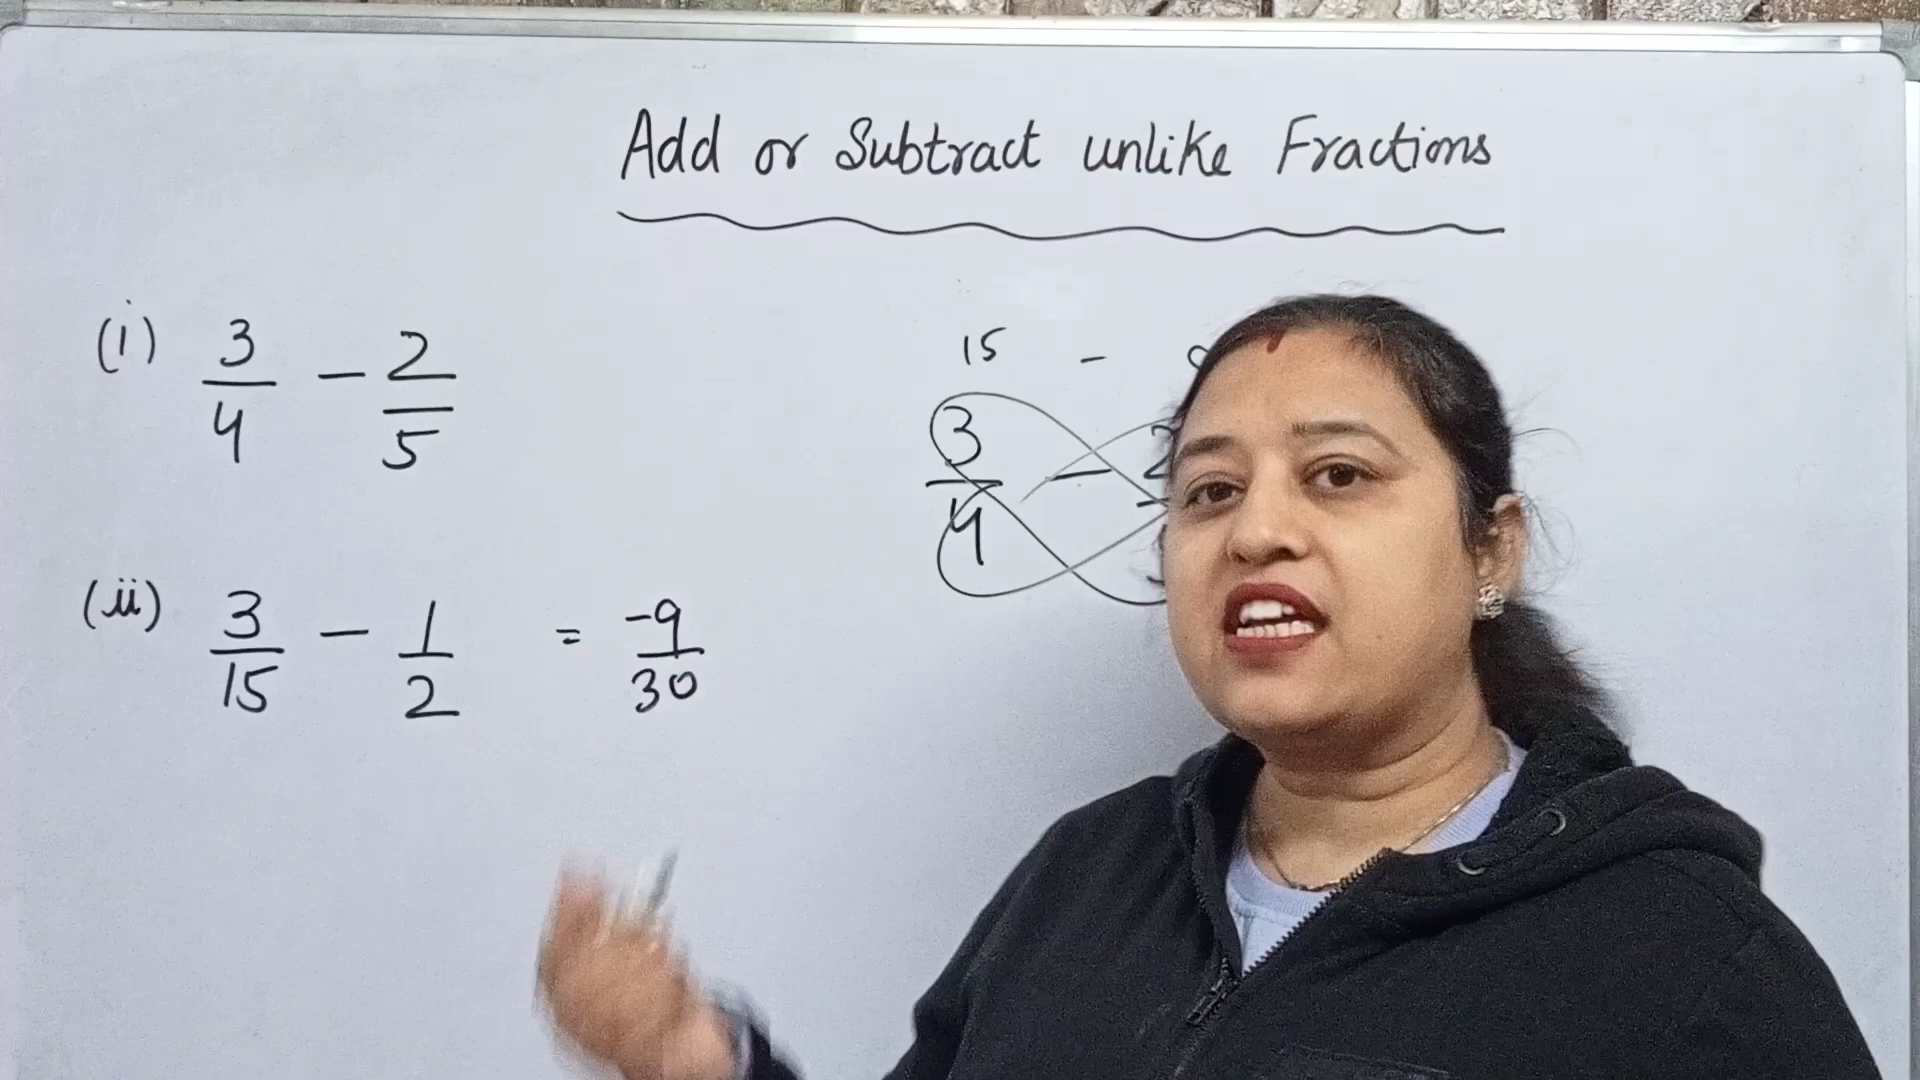 Add or Subtract unlike Fractions
(i) 3/4 - 2/5
15 -
3/4 - 2
(ii) 3/15 - 1/2 = -9/30